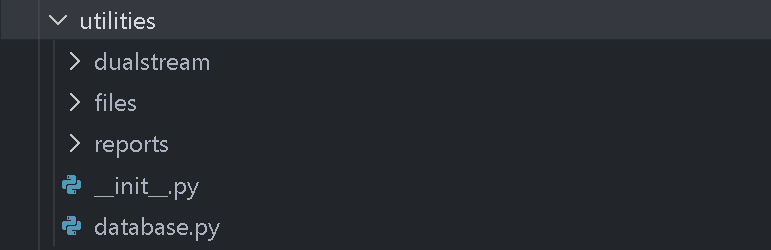 utilities
dualstream
files
reports
__init__.py
database.py